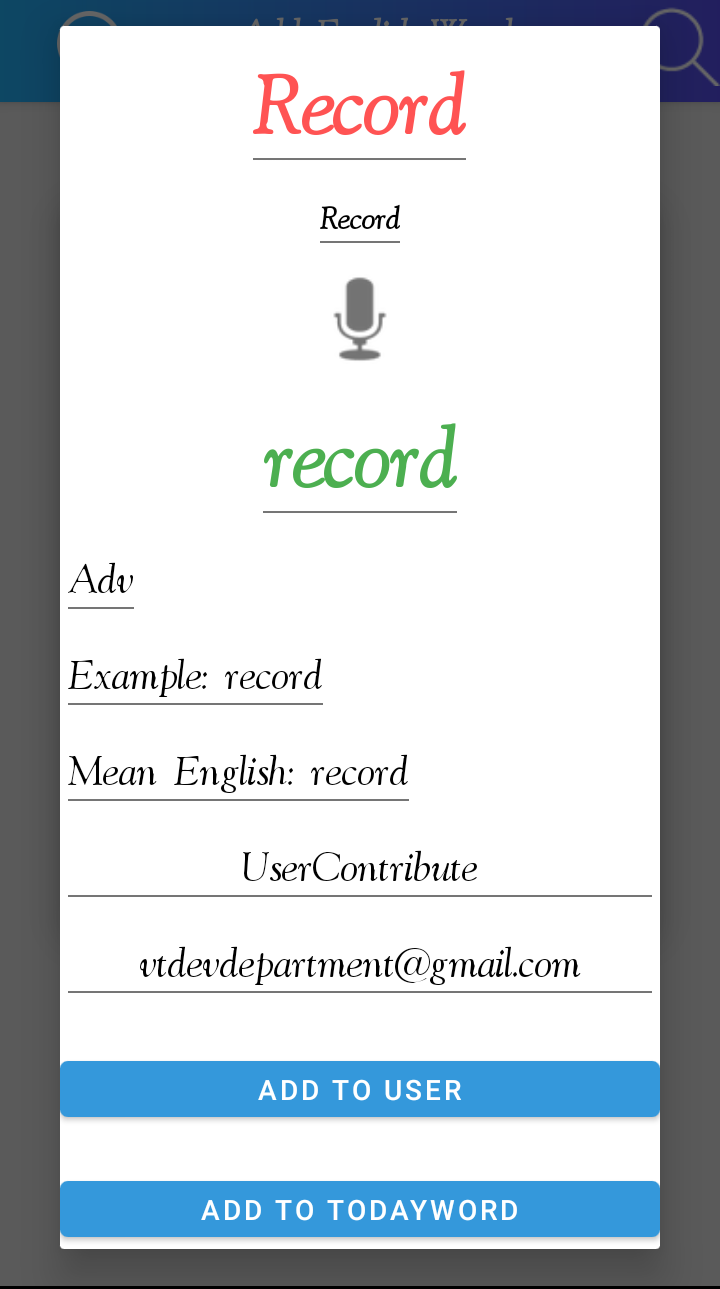 Record
Record
record
Adv
Example: record
Mean English: record
UserContribute
vtdevdepartment@gmail.com
ADD TO USER
ADD TO TODAYWORD